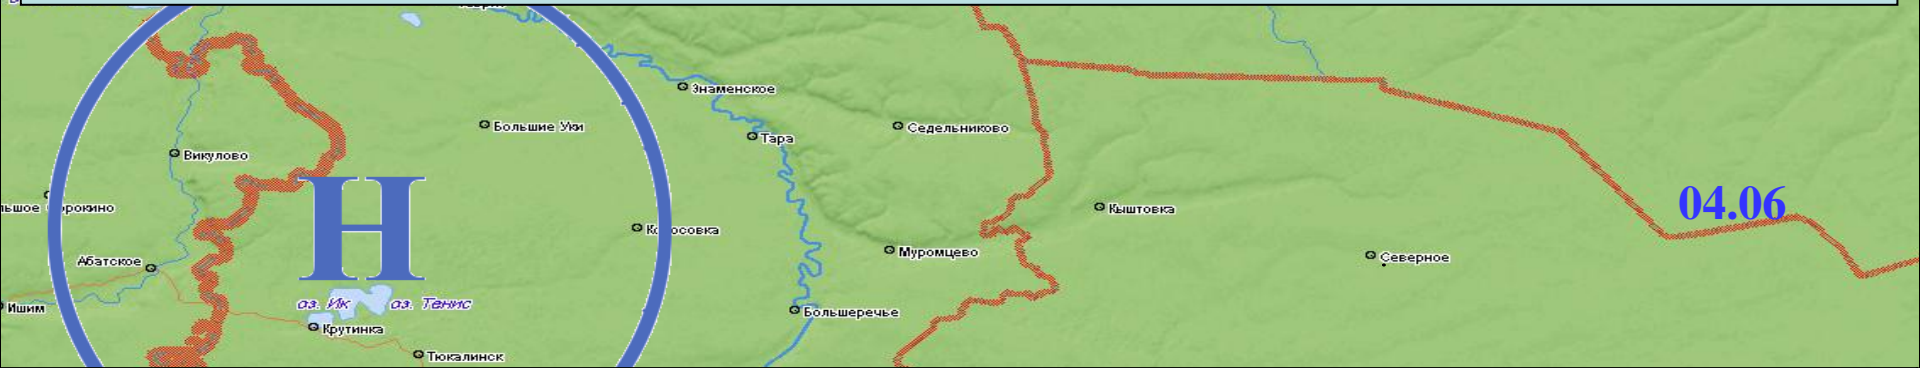 Знаменское
Большие Уки
Седельниково
Тара
Викулово
04.06
Н
Кыштовка
Колосовка
Муромцево
Северное
Абатское
оз. Ик
оз. Тенис
Ишим
Большеречье
Крутинка
Тюкалинск